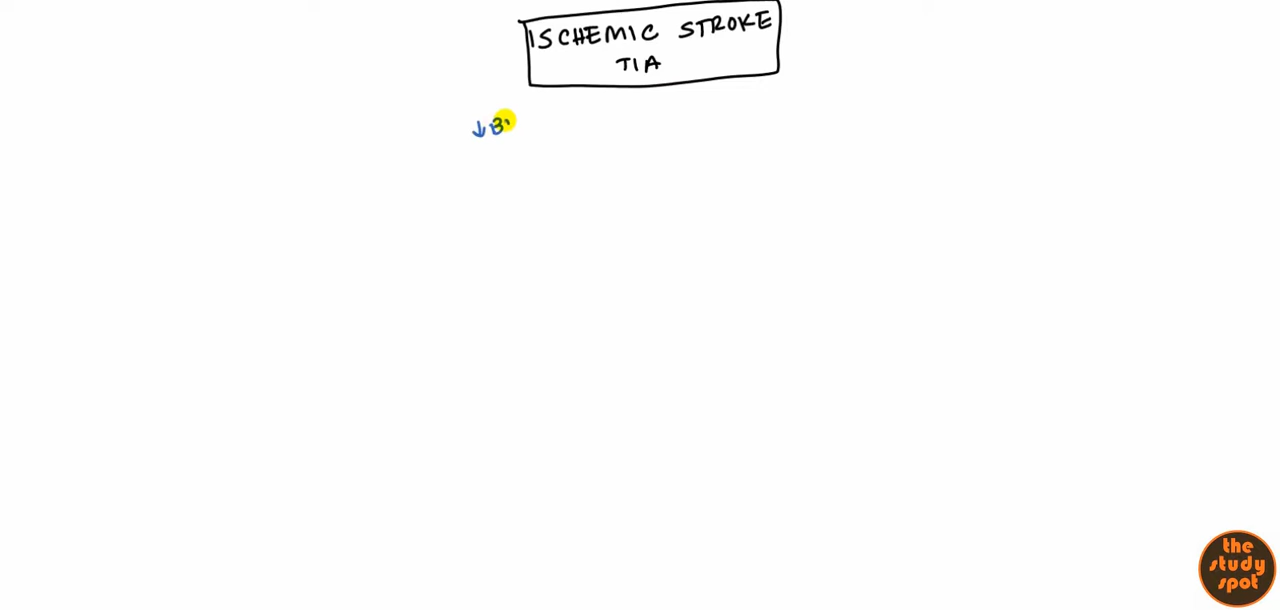 ISCHEMIC STROKE
TIA
↓ B
the
study
spot